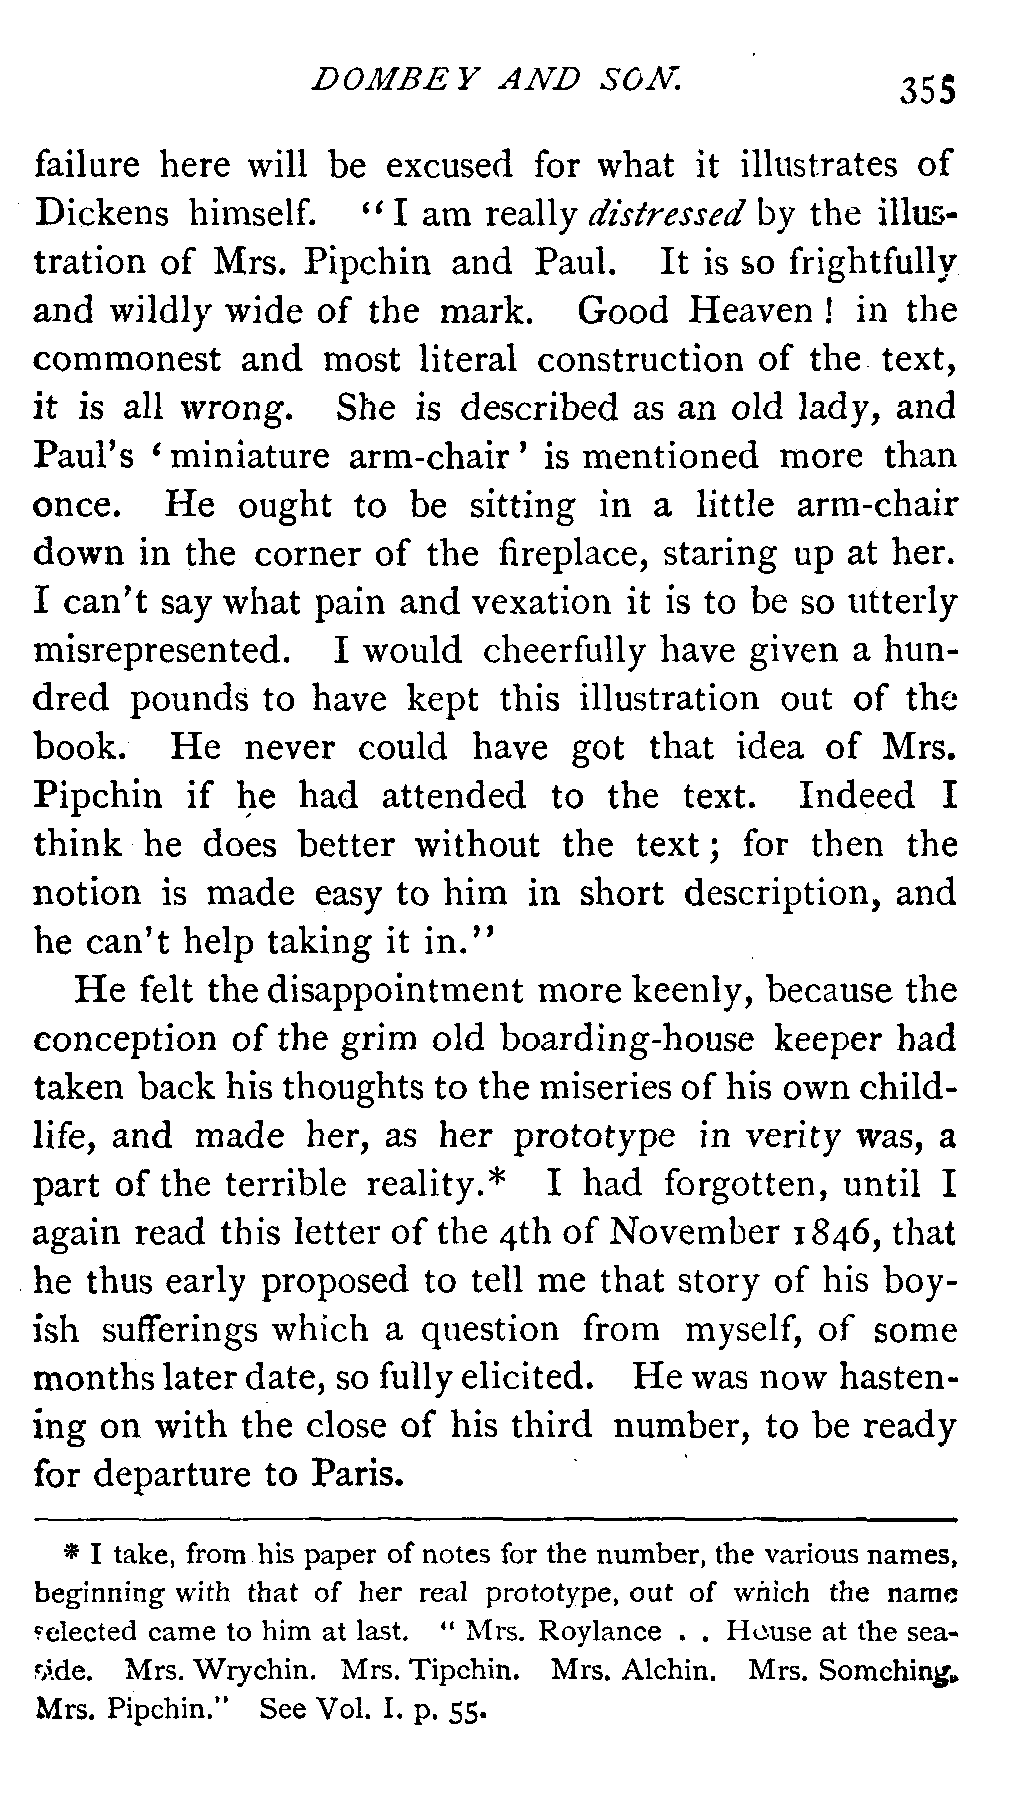 DOMBEY AND SON.
355
failure here will be excused for what it illustrates of
Dickens himself. “I am really distressed by the illus-
tration of Mrs. Pipchin and Paul. It is so frightfully
and wildly wide of the mark. Good Heaven! in the
commonest and most literal construction of the text,
it is all wrong. She is described as an old lady, and
Paul's ‘miniature arm-chair’ is mentioned more than
once. He ought to be sitting in a little arm-chair
down in the corner of the fireplace, staring up at her.
I can't say what pain and vexation it is to be so utterly
misrepresented. I would cheerfully have given a hun-
dred pounds to have kept this illustration out of the
book. He never could have got that idea of Mrs.
Pipchin if he had attended to the text. Indeed I
think he does better without the text; for then the
notion is made easy to him in short description, and
he can't help taking it in.”
He felt the disappointment more keenly, because the
conception of the grim old boarding-house keeper had
taken back his thoughts to the miseries of his own child-
life, and made her, as her prototype in verity was, a
part of the terrible reality.* I had forgotten, until I
again read this letter of the 4th of November 1846, that
he thus early proposed to tell me that story of his boy-
ish sufferings which a question from myself, of some
months later date, so fully elicited. He was now hasten-
ing on with the close of his third number, to be ready
for departure to Paris.
* I take, from his paper of notes for the number, the various names,
beginning with that of her real prototype, out of which the name
selected came to him at last. “Mrs. Roylance . . House at the sea-
side. Mrs. Wrychin. Mrs. Tipchin. Mrs. Alchin. Mrs. Somching.
Mrs. Pipchin.” See Vol. I. p. 55.